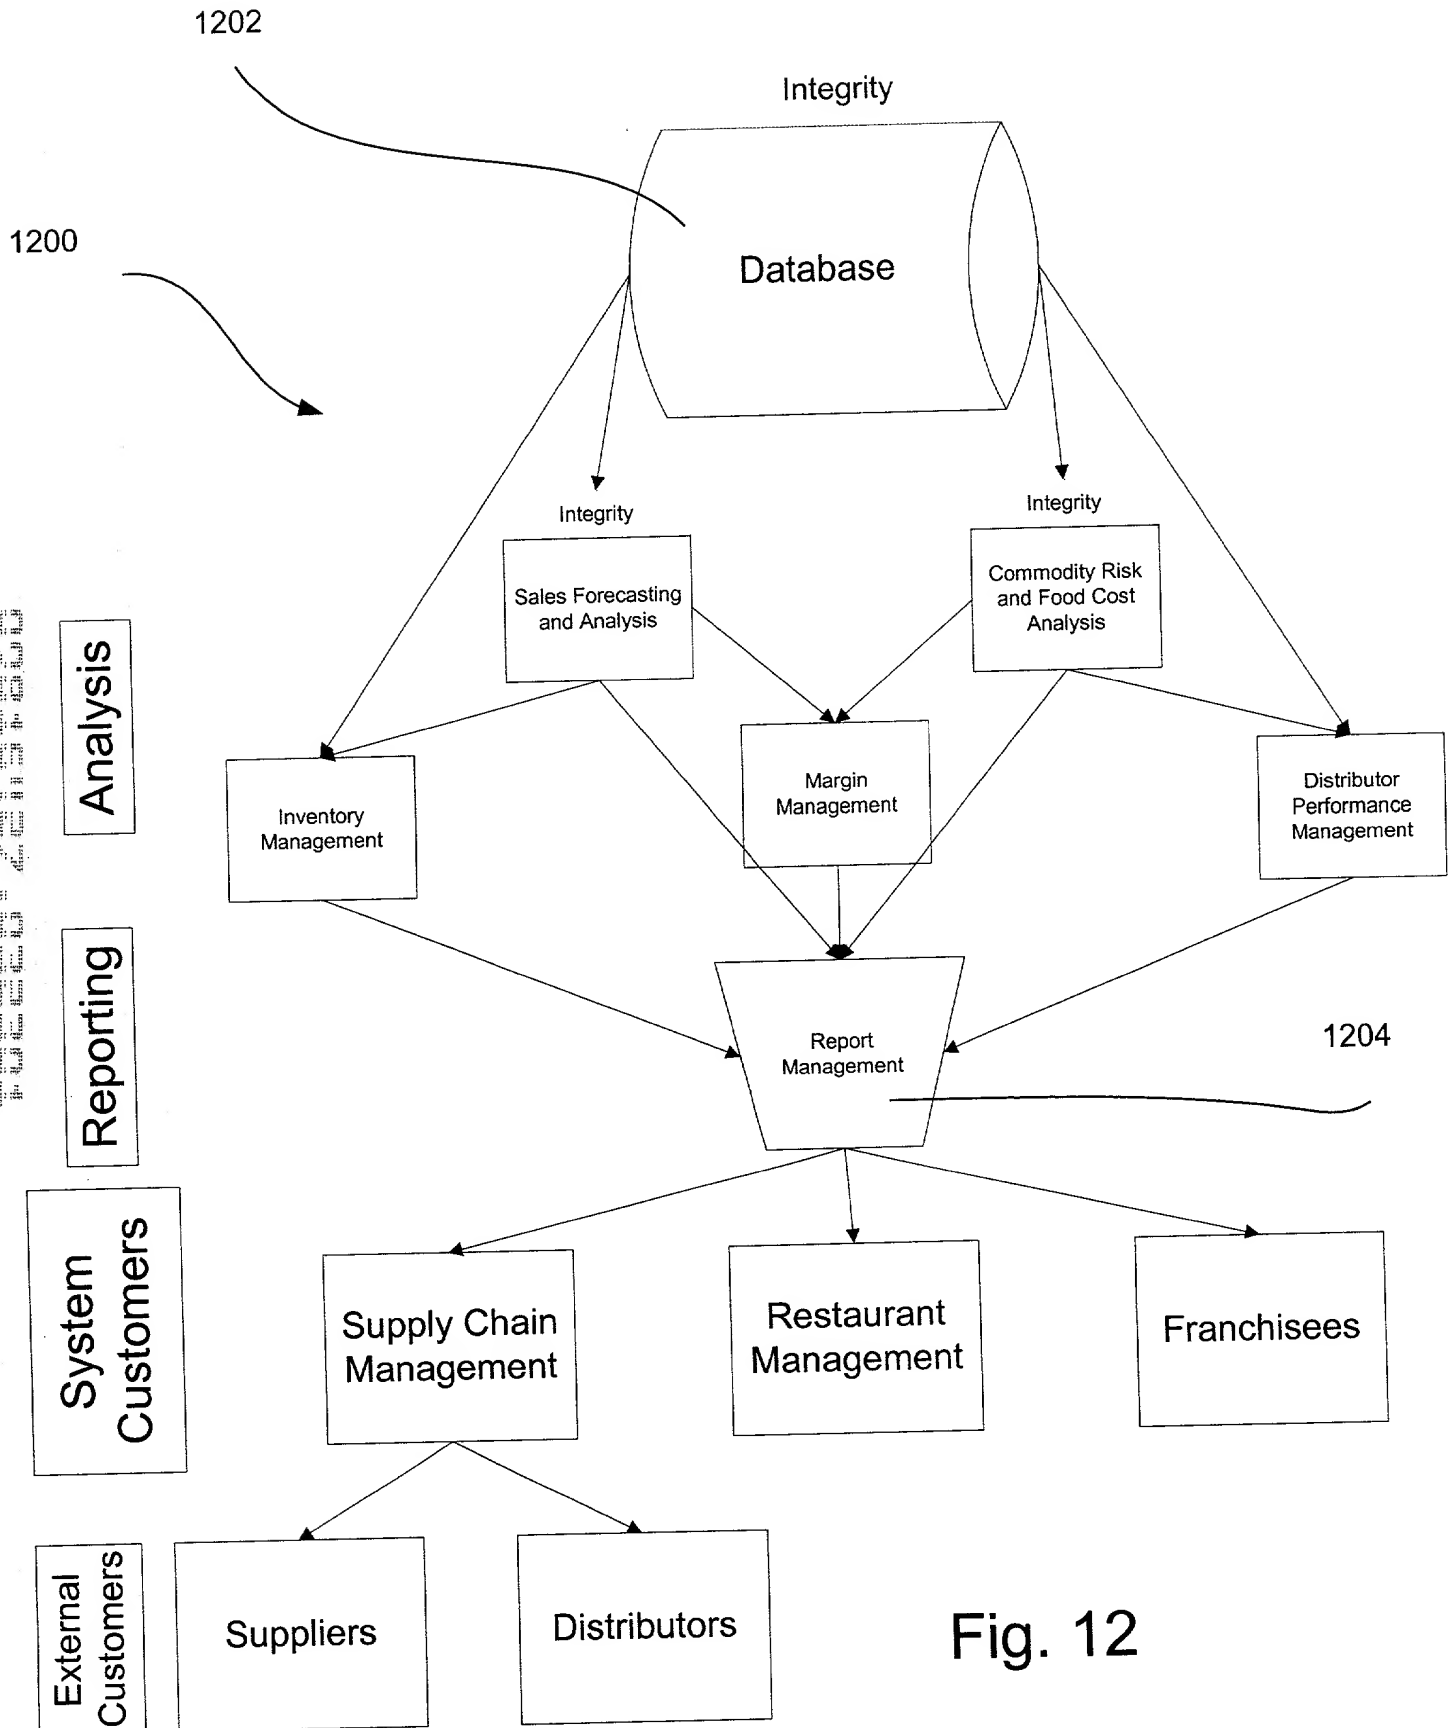 1202
Integrity
1200
Database
Integrity
Integrity
Sales Forecasting
and Analysis
Commodity Risk
and Food Cost
Analysis
Analysis
Inventory
Management
Margin
Management
Distributor
Performance
Management
Reporting
Report
Management
1204
System
Customers
Supply Chain
Management
Restaurant
Management
Franchisees
External
Customers
Suppliers
Distributors
Fig. 12